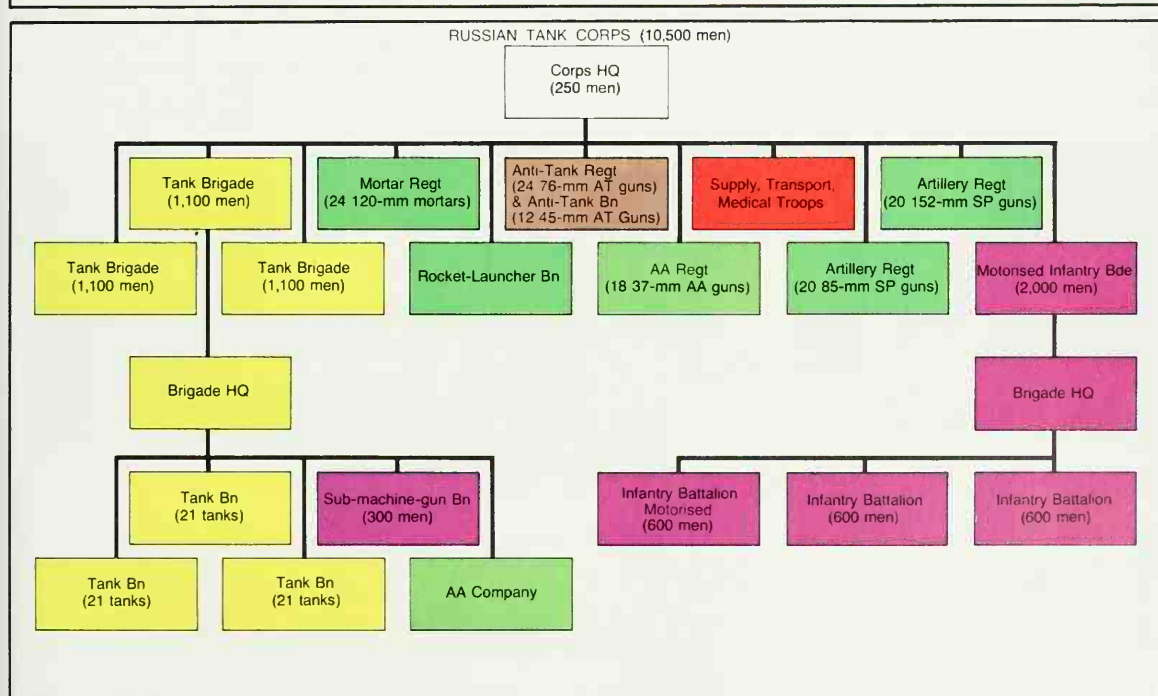 RUSSIAN TANK CORPS (10,500 men)
Corps HQ
(250 men)
Tank Brigade
(1,100 men)
Mortar Regt
(24 120-mm mortars)
Anti-Tank Regt
(24 76-mm AT guns)
& Anti-Tank Bn
(12 45-mm AT Guns)
Supply, Transport,
Medical Troops
Artillery Regt
(20 152-mm SP guns)
Tank Brigade
(1,100 men)
Tank Brigade
(1,100 men)
Rocket-Launcher Bn
AA Regt
(18 37-mm AA guns)
Artillery Regt
(20 85-mm SP guns)
Motorised Infantry Bde
(2,000 men)
Brigade HQ
Brigade HQ
Tank Bn
(21 tanks)
Sub-machine-gun Bn
(300 men)
Infantry Battalion
Motorised
(600 men)
Infantry Battalion
(600 men)
Infantry Battalion
(600 men)
Tank Bn
(21 tanks)
Tank Bn
(21 tanks)
AA Company